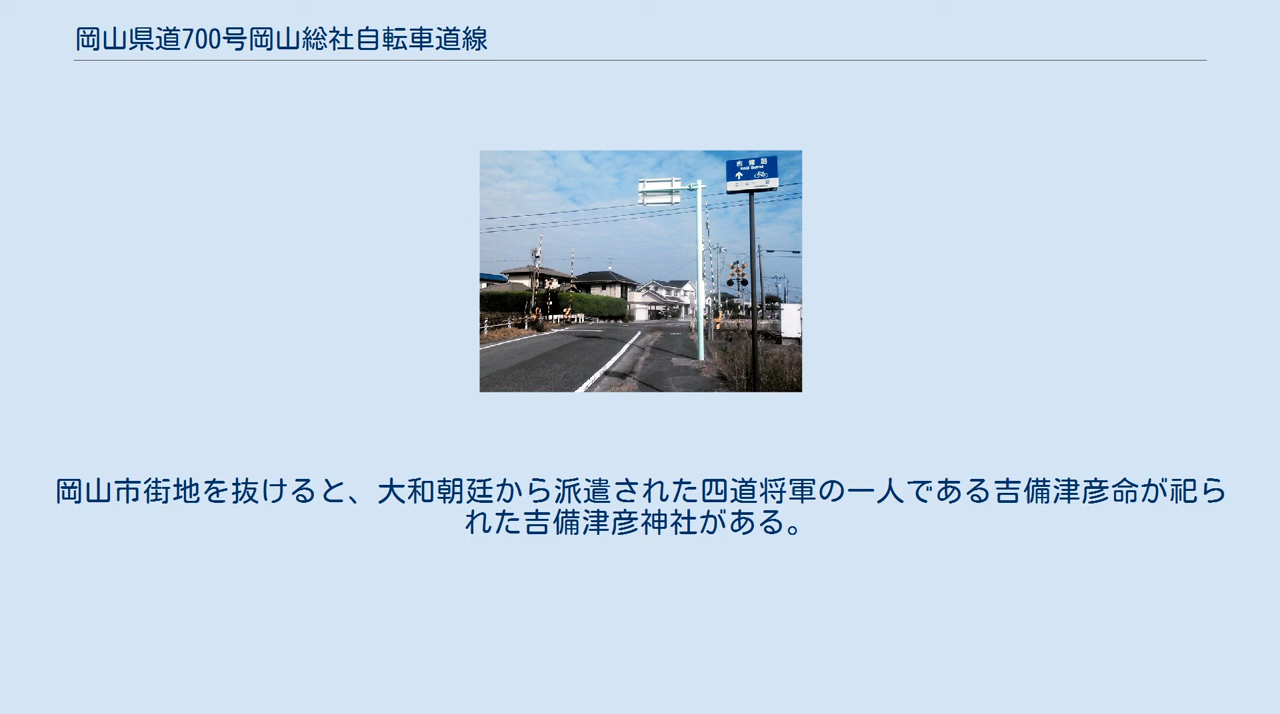 岡山県道700号岡山総社自転車道線
吉備路
岡山市街地を抜けると、大和朝廷から派遣された四道将軍の一人である吉備津彦命が祀ら
れた吉備津彦神社がある。